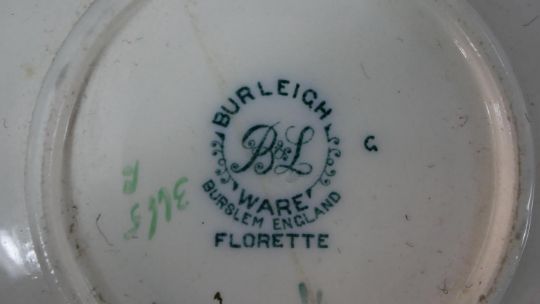 BURLEIGH
B&L
WARE
BURSLEM ENGLAND
FLORETTE
G